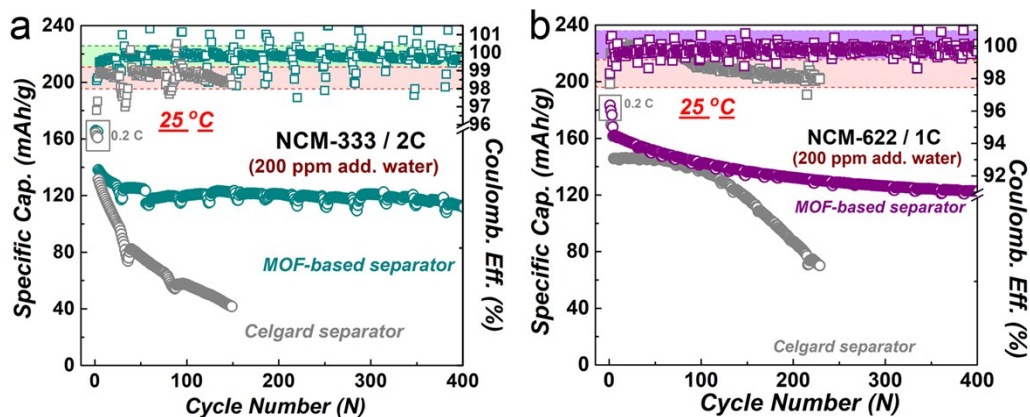 a
Specific Cap. (mAh/g)
240
200
160
120
80
40
0
101
100
99
98
97
96
Coulomb. Eff. (%)
25 °C
0.2 C
NCM-333 / 2C
(200 ppm add. water)
MOF-based separator
Celgard separator
0
100
200
300
400
Cycle Number (N)
b
Specific Cap. (mAh/g)
240
200
160
120
80
40
0
100
98
96
94
92
Coulomb. Eff. (%)
25 °C
0.2 C
NCM-622 / 1C
(200 ppm add. water)
MOF-based separator
Celgard separator
0
100
200
300
400
Cycle Number (N)